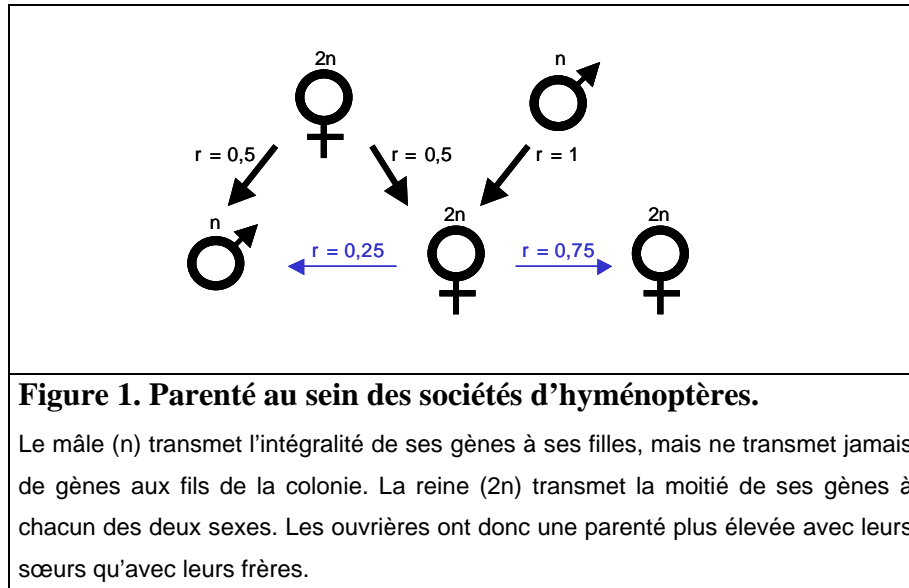 2n n
r = 0,5 r = 0,5 r = 1
n 2n 2n
r = 0,25 r = 0,75
Figure 1. Parenté au sein des sociétés d’hyménoptères.
Le mâle (n) transmet l’intégralité de ses gènes à ses filles, mais ne transmet jamais
de gènes aux fils de la colonie. La reine (2n) transmet la moitié de ses gènes à
chacun des deux sexes. Les ouvrières ont donc une parenté plus élevée avec leurs
sœurs qu’avec leurs frères.